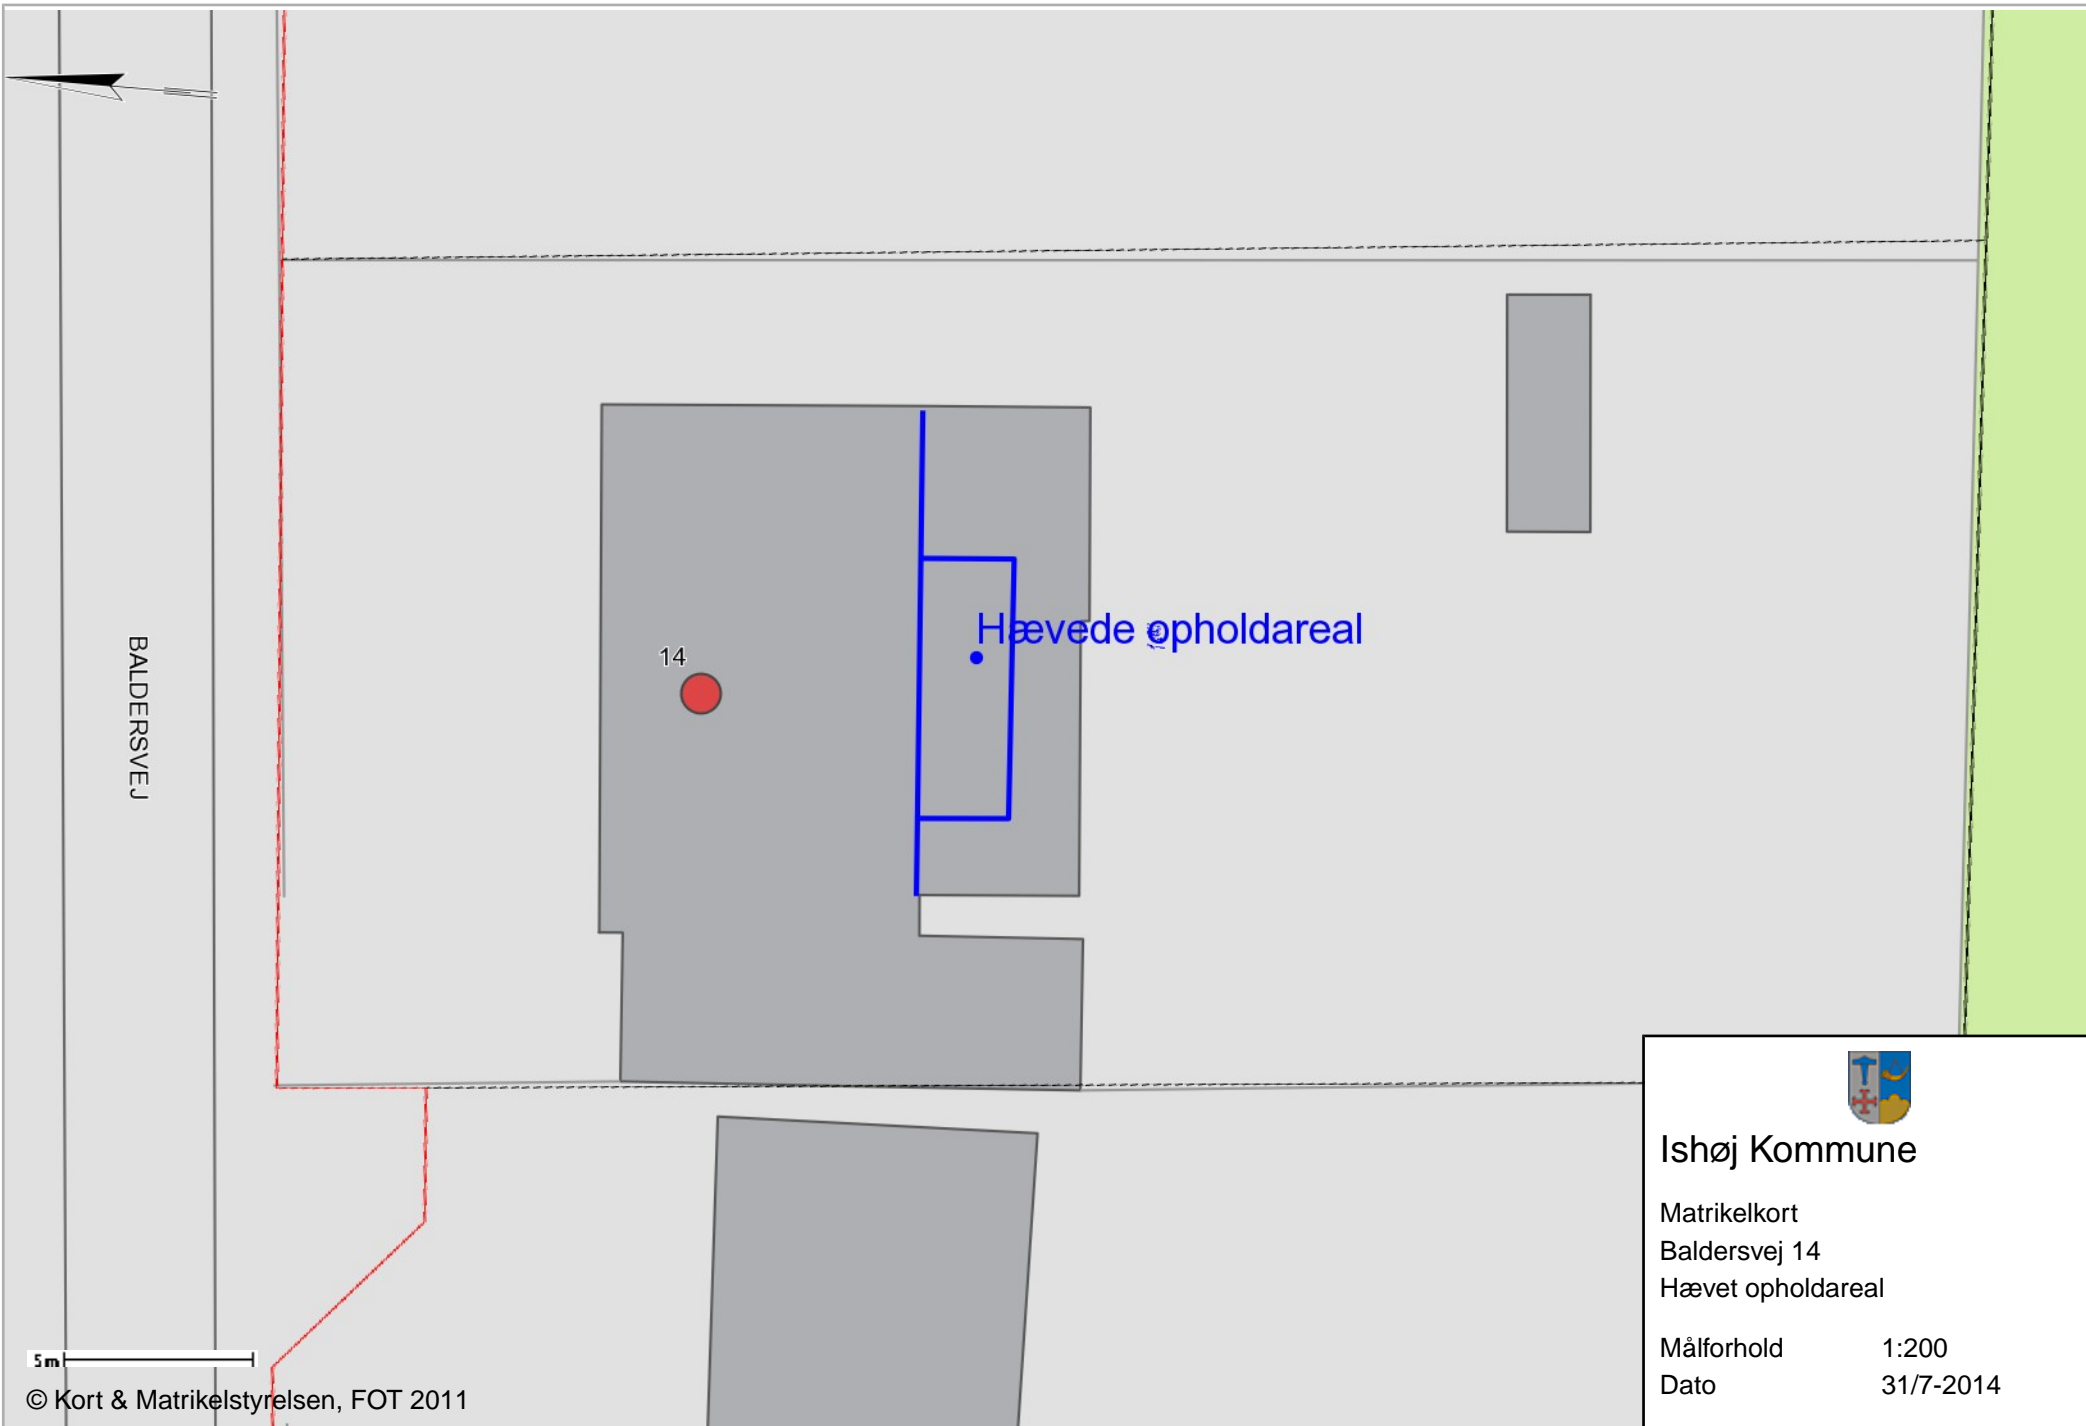 Hævede opholdareal
14
BALDERSVEJ
Ishøj Kommune
Matrikelkort
Baldersvej 14
Hævet opholdareal
Målforhold 1:200
Dato 31/7-2014
5m
© Kort & Matrikelstyrelsen, FOT 2011